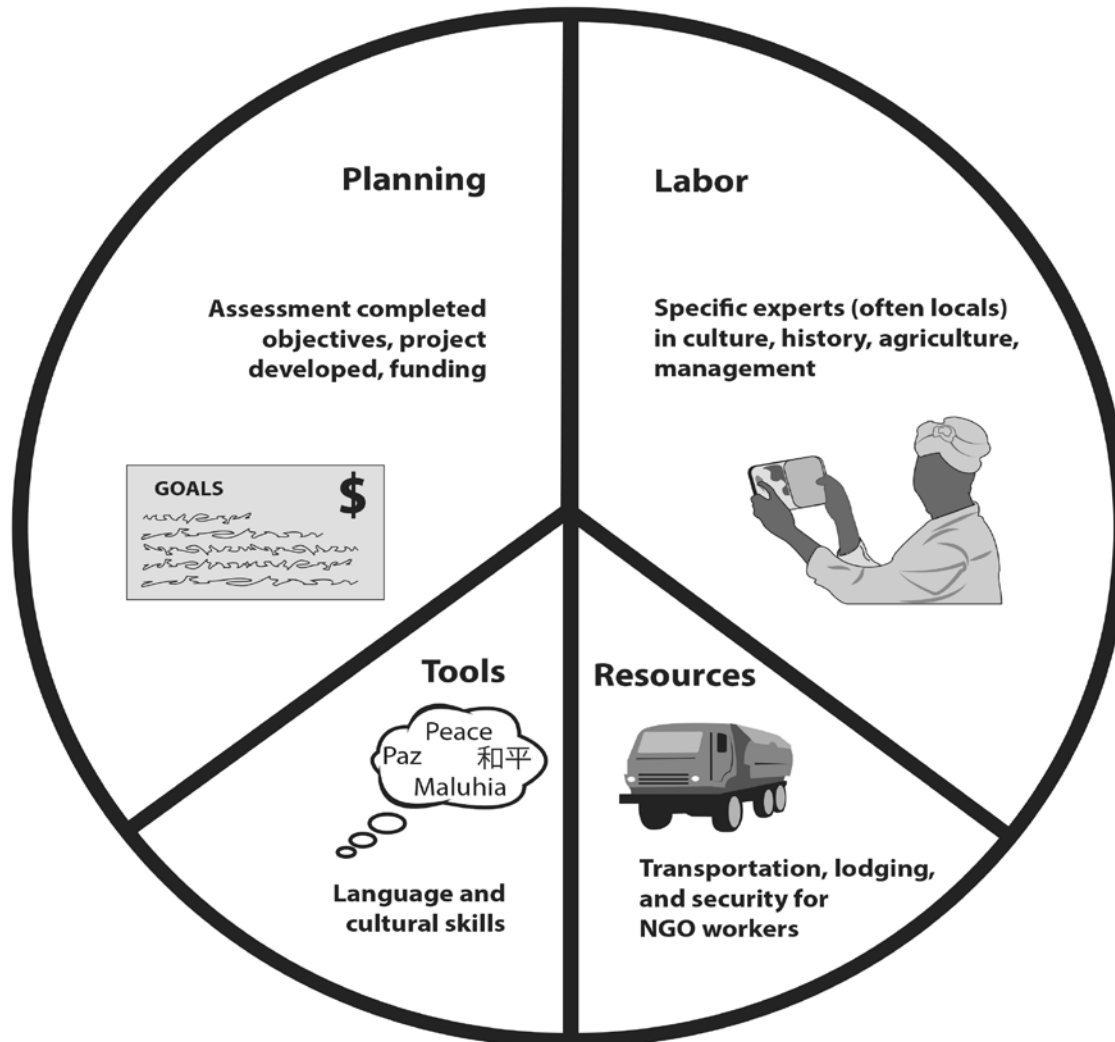 Planning
Assessment completed
objectives, project
developed, funding
GOALS
$
Labor
Specific experts (often locals)
in culture, history, agriculture,
management
Tools
Peace
Paz 和平
Maluhia
Language and
cultural skills
Resources
Transportation, lodging,
and security for
NGO workers